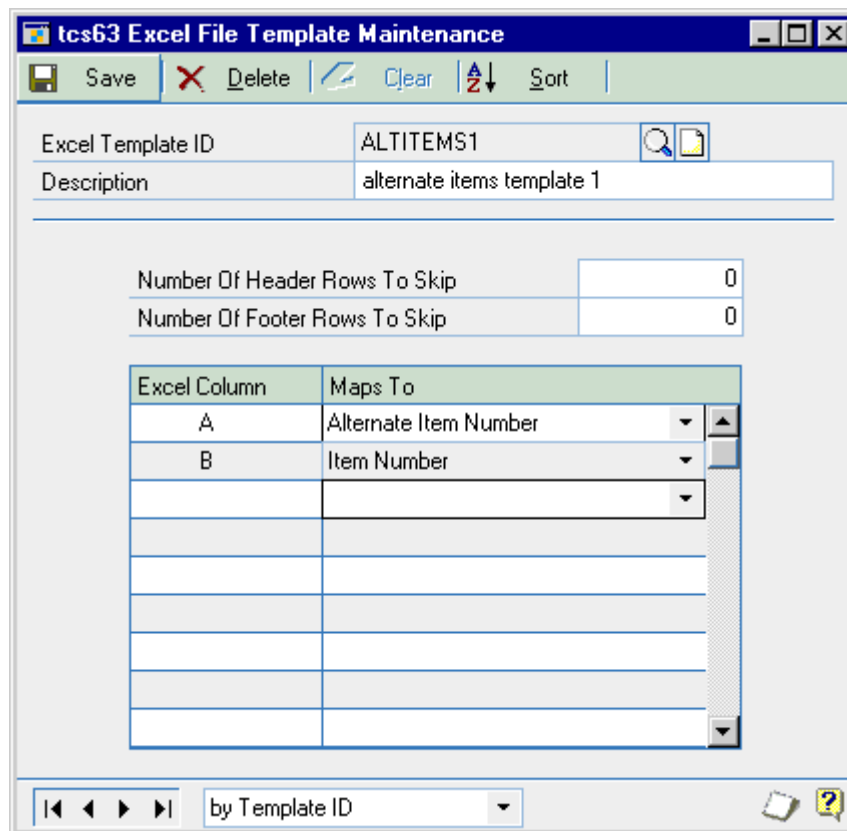 tcs63 Excel File Template Maintenance
Save Delete Clear Sort
Excel Template ID ALTITEMS1
Description alternate items template 1
Number Of Header Rows To Skip 0
Number Of Footer Rows To Skip 0
Excel Column Maps To
A Alternate Item Number
B Item Number
by Template ID